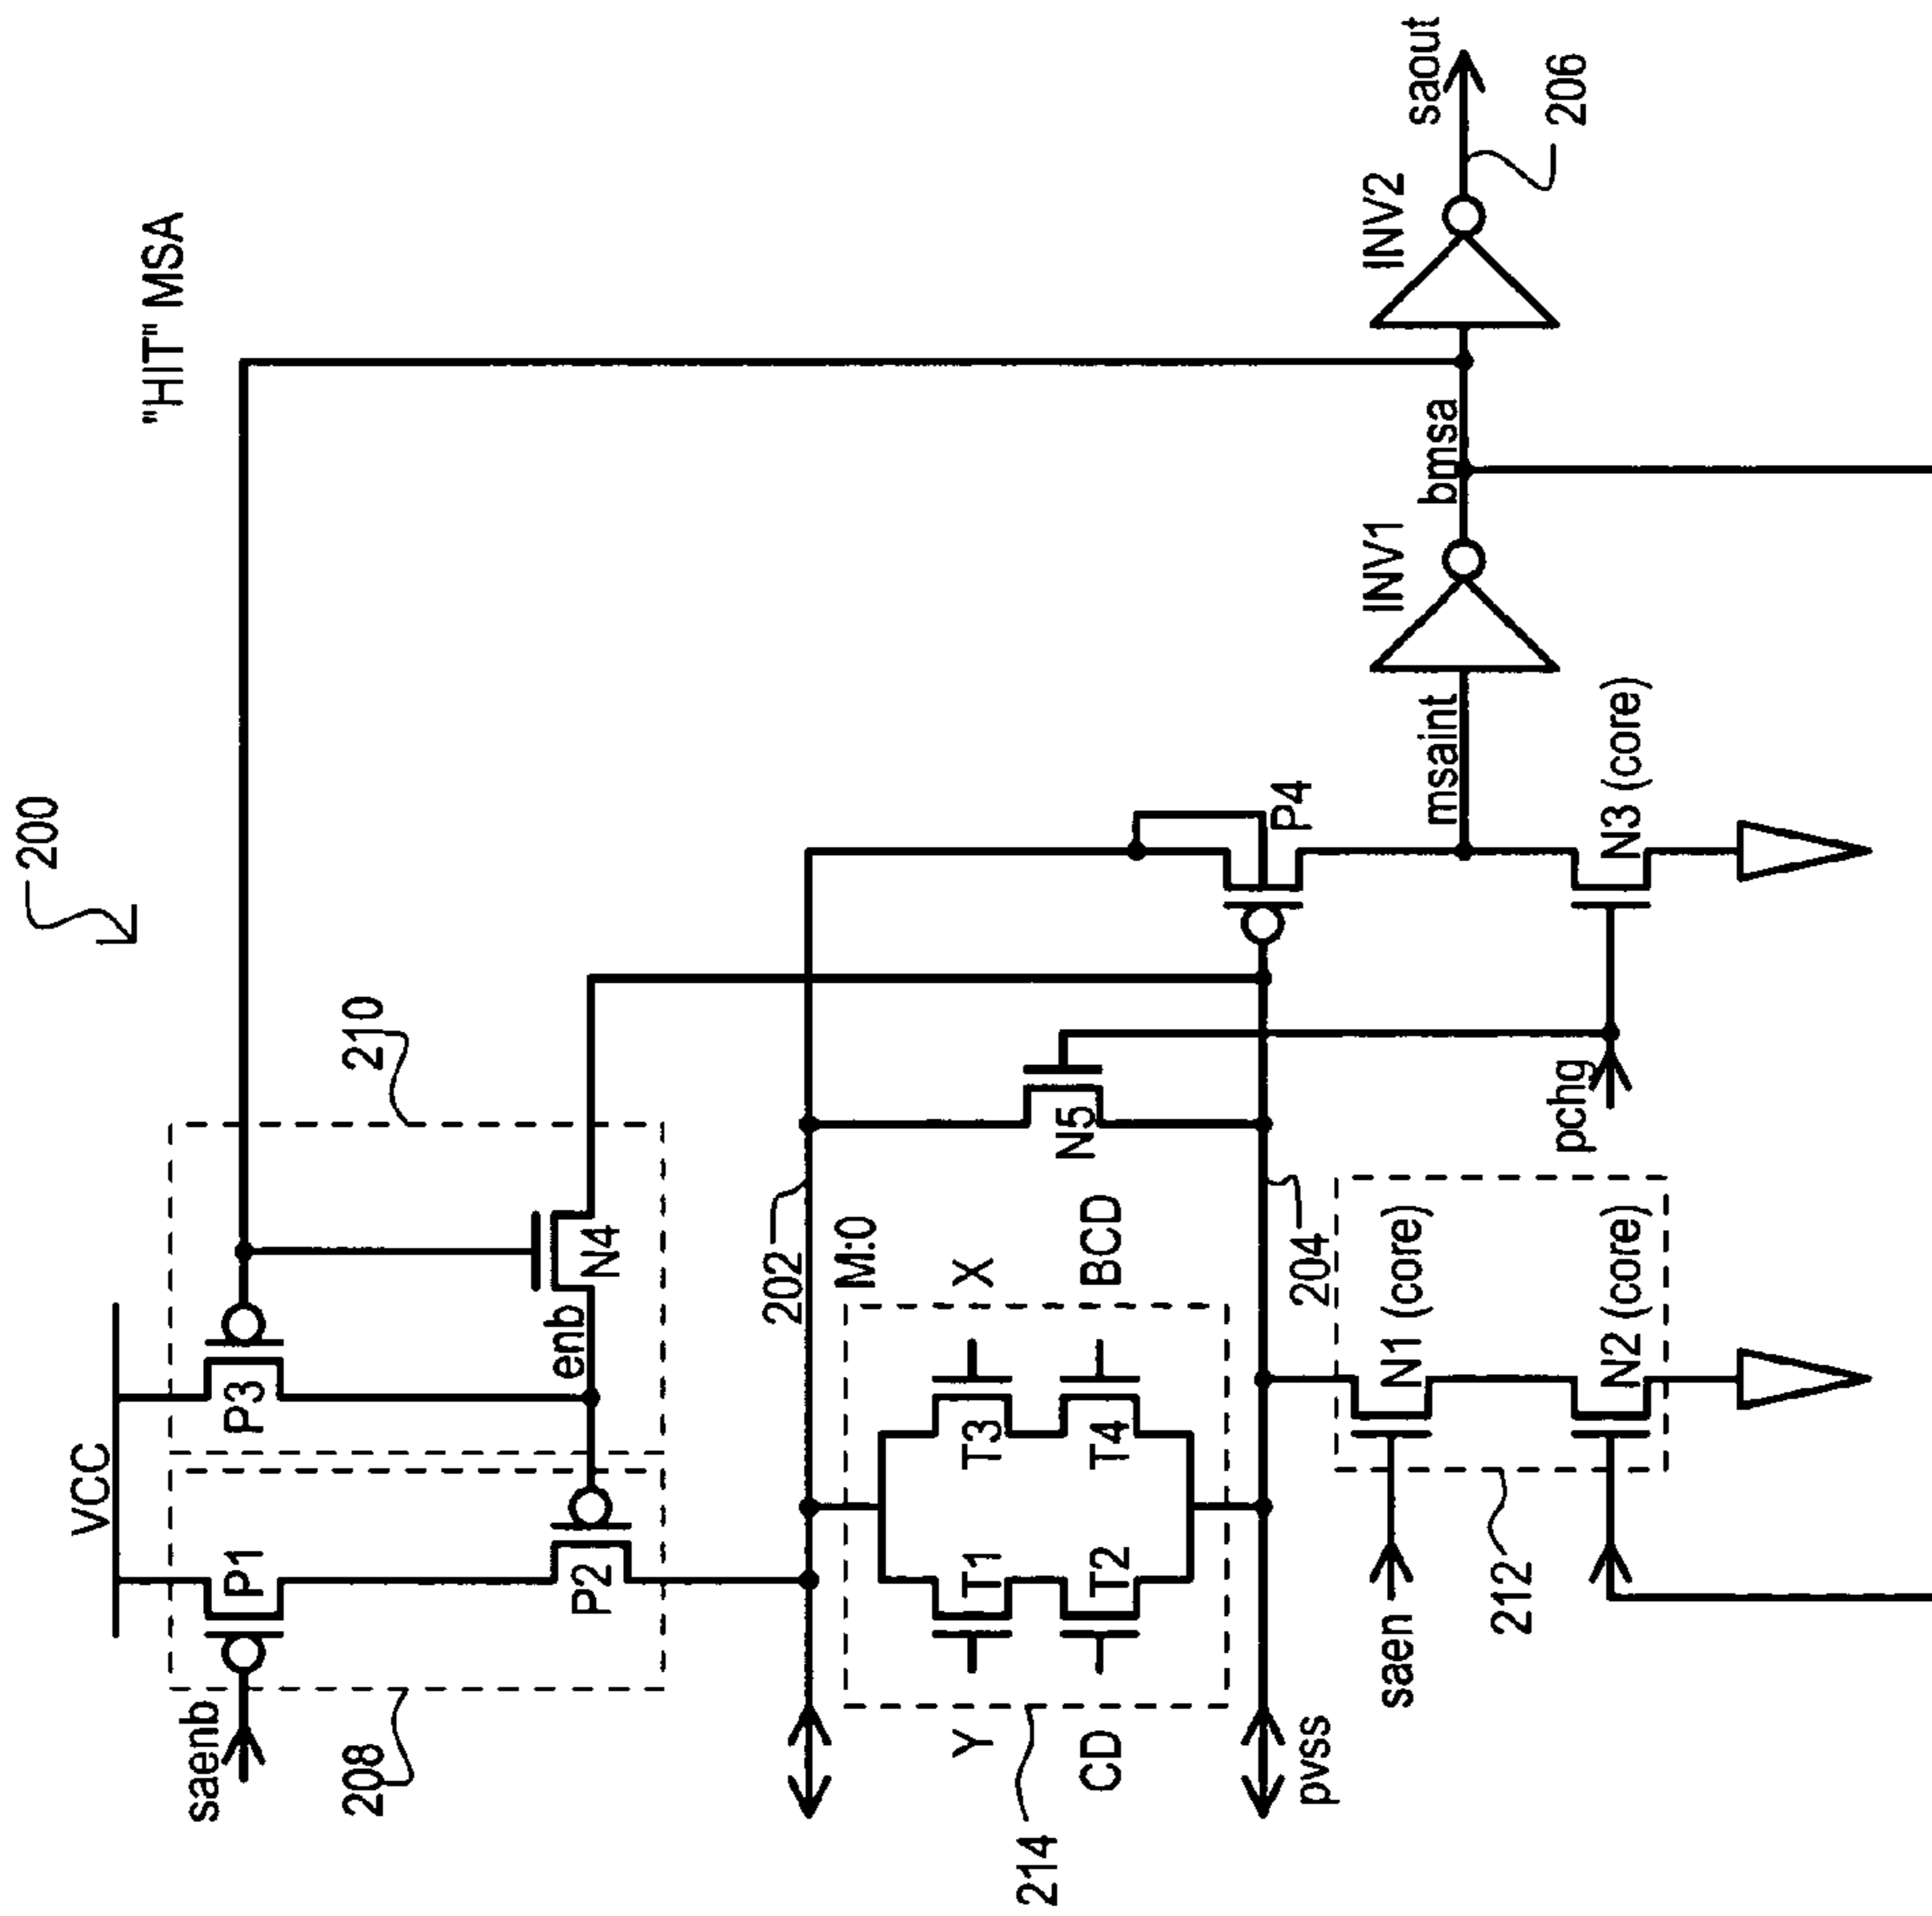 200
"HIT" MSA
VCC
saenb
P1
P3
208
210
P2
enb
N4
202
M:0
Y
T1
T3
X
CD
T2
T4
BCD
214
N5
204
pvss
P4
saen
N1 (core)
N2 (core)
212
pchg
N3 (core)
msaint
INV1
bmsa
INV2
saout
206